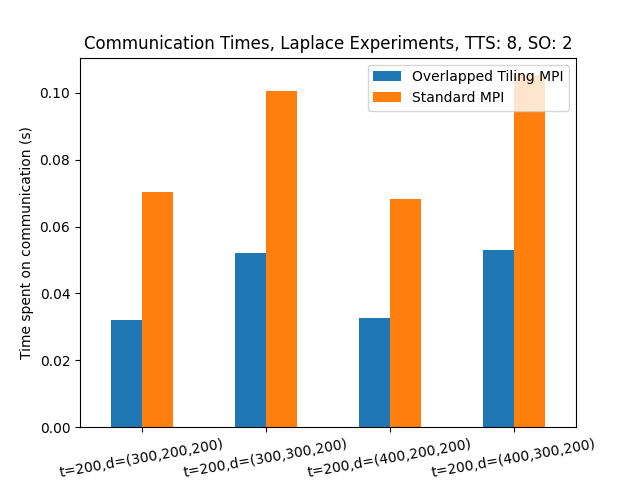 Communication Times, Laplace Experiments, TTS: 8, SO: 2
Overlapped Tiling MPI
Standard MPI
Time spent on communication (s)
0.10
0.08
0.06
0.04
0.02
0.00
t=200,d=(300,200,200)
t=200,d=(300,300,200)
t=200,d=(400,200,200)
t=200,d=(400,300,200)